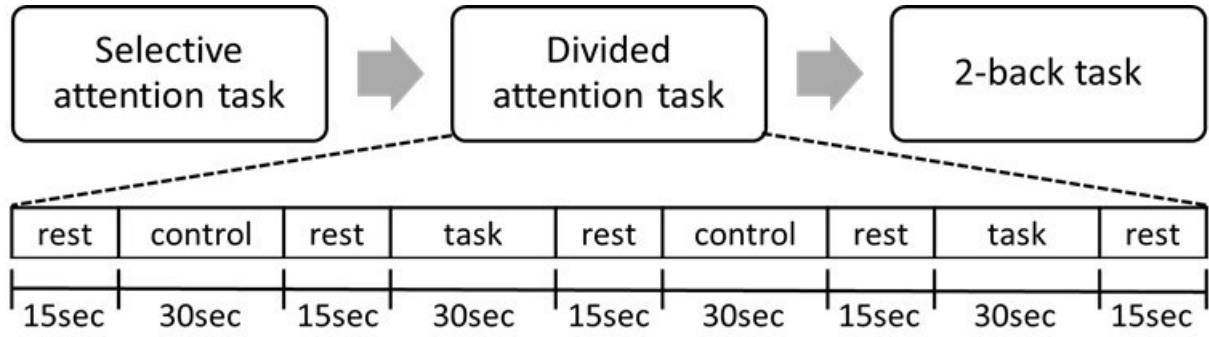 Selective
attention task
Divided
attention task
2-back task
rest control rest task rest control rest task rest
15sec 30sec 15sec 30sec 15sec 30sec 15sec 30sec 15sec